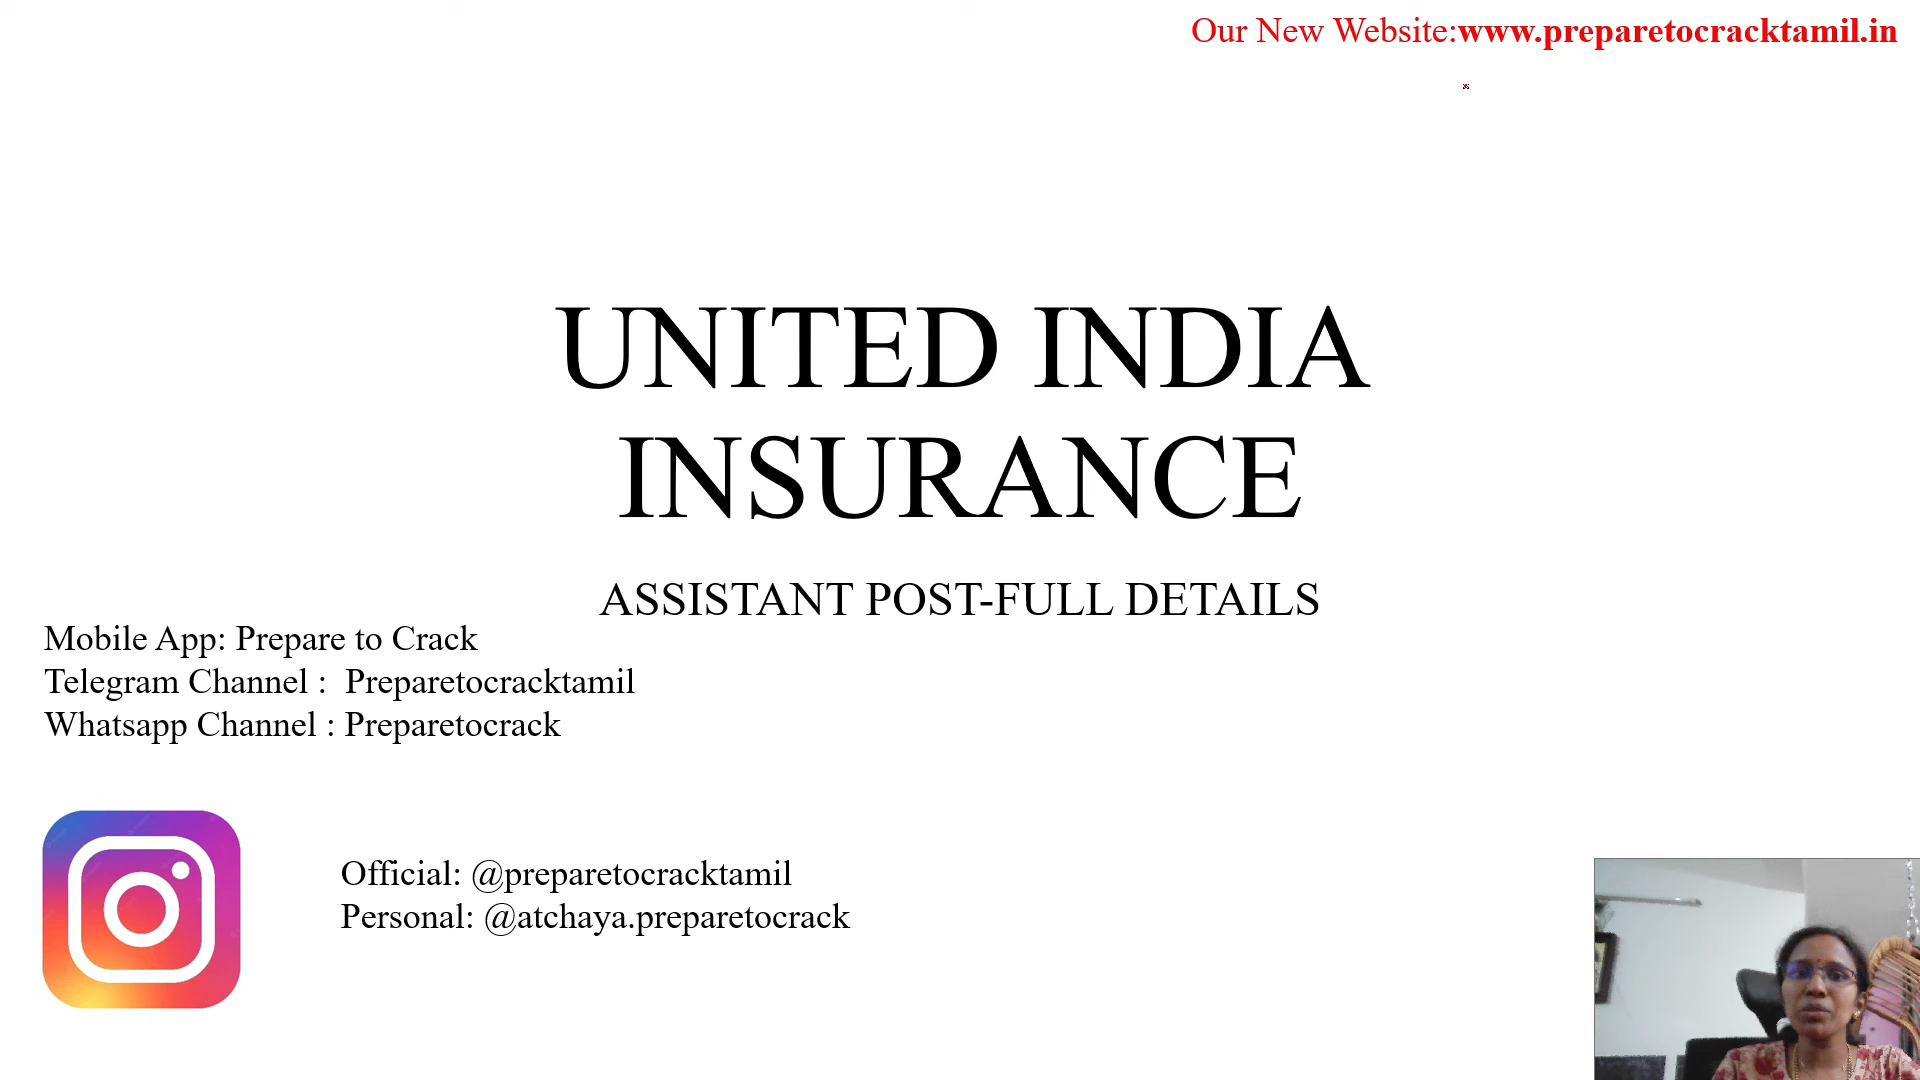 Our New Website:www.preparetocracktamil.in
UNITED INDIA
INSURANCE
ASSISTANT POST-FULL DETAILS
Mobile App: Prepare to Crack
Telegram Channel :  Preparetocracktamil
Whatsapp Channel : Preparetocrack
Official: @preparetocracktamil
Personal: @atchaya.preparetocrack